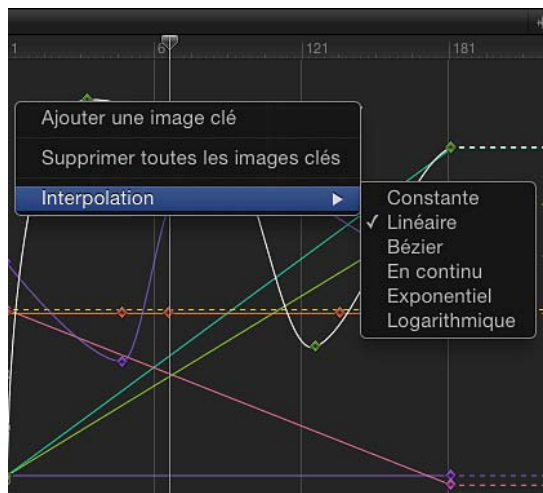 1 6 121 181
Ajouter une image clé
Supprimer toutes les images clés
Interpolation
Constante
✓ Linéaire
Bézier
En continu
Exponentiel
Logarithmique